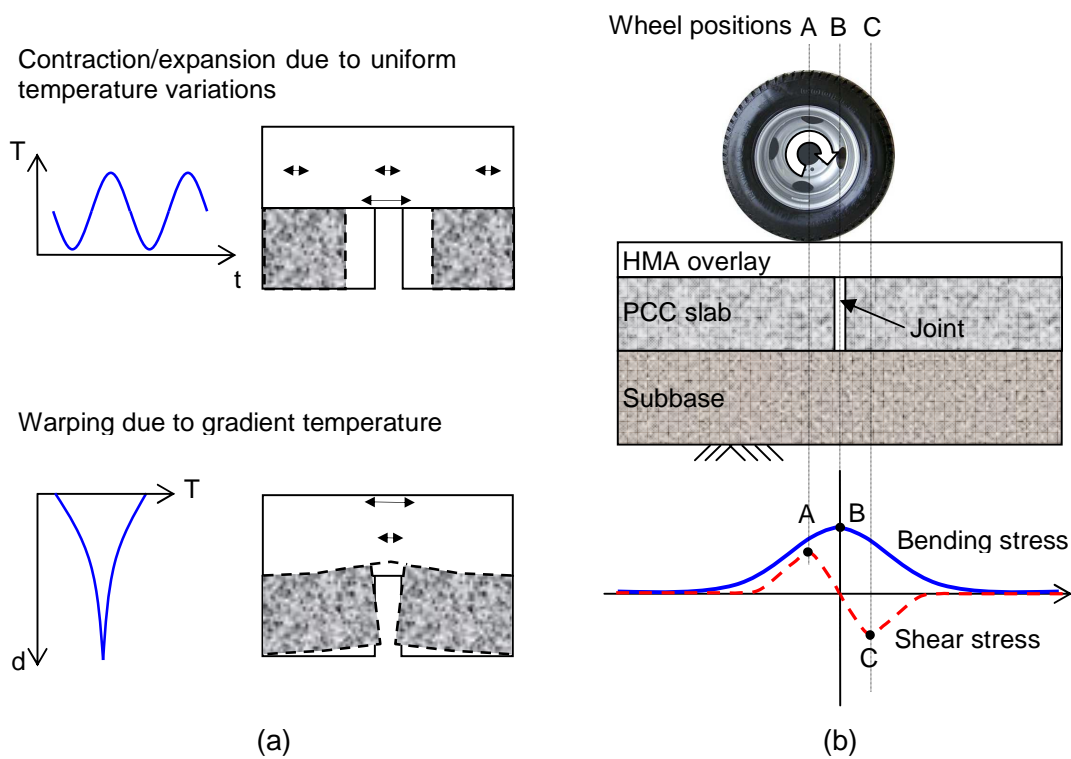 Contraction/expansion due to uniform
temperature variations
T
t
Warping due to gradient temperature
T
d
(a)
Wheel positions A B C
HMA overlay
PCC slab
Joint
Subbase
A
B
Bending stress
Shear stress
C
(b)